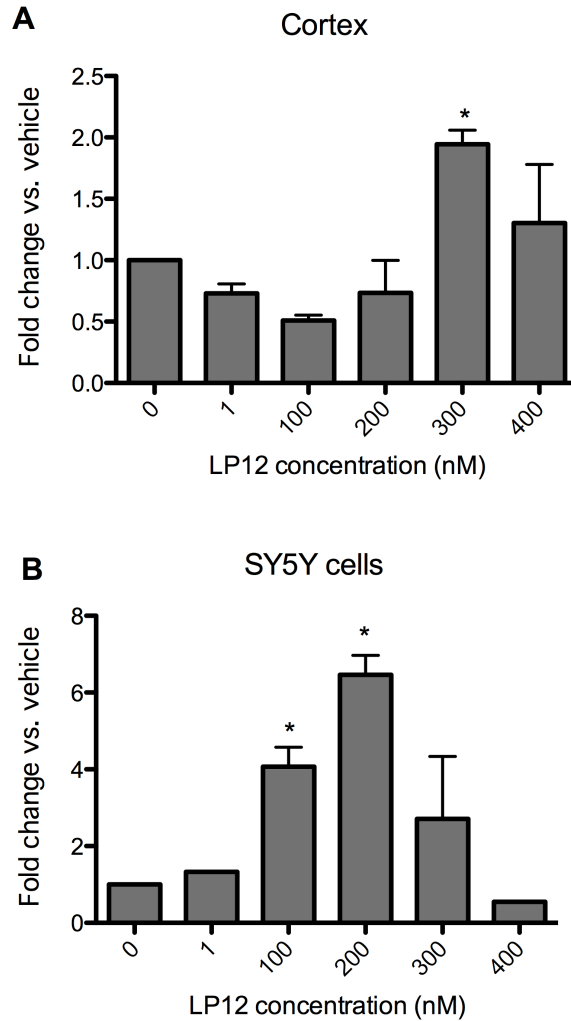 A
Cortex
Fold change vs. vehicle
2.5
2.0
1.5
1.0
0.5
0.0
*
0 1 100 200 300 400
LP12 concentration (nM)
B
SY5Y cells
Fold change vs. vehicle
8
6
4
2
0
*
*
0 1 100 200 300 400
LP12 concentration (nM)